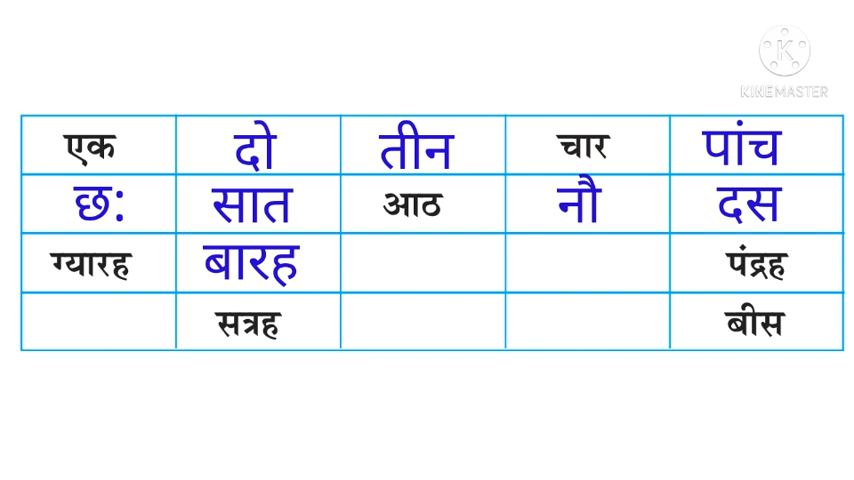 KINEMASTER
एक दो तीन चार पांच
छ: सात आठ नौ दस
ग्यारह बारह पंद्रह
सत्रह बीस